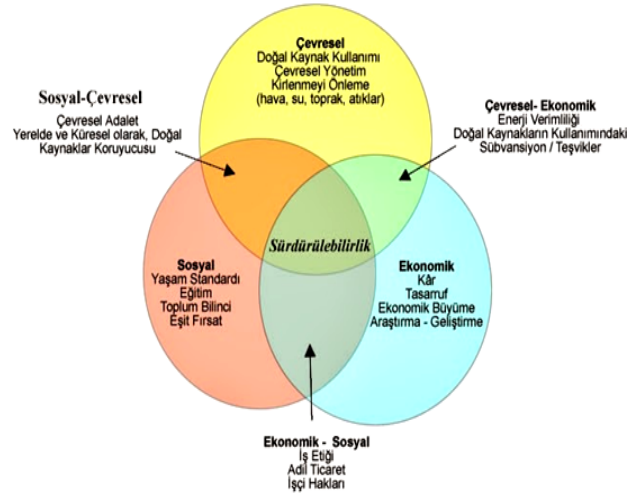 Çevresel
Doğal Kaynak Kullanımı
Çevresel Yönetim
Kirlenmeyi Önleme
(hava, su, toprak, atıklar)
Sosyal-Çevresel
Çevresel Adalet
Yerelde ve Küresel olarak, Doğal
Kaynaklar Koruyucusu
Çevresel- Ekonomik
Enerji Verimliliği
Doğal Kaynakların Kullanımındaki
Sübvansiyon / Teşvikler
Sürdürülebilirlik
Sosyal
Yaşam Standardı
Eğitim
Toplum Bilinci
Eşit Fırsat
Ekonomik
Kâr
Tasarruf
Ekonomik Büyüme
Araştırma - Geliştirme
Ekonomik - Sosyal
İş Etiği
Adil Ticaret
İşçi Hakları